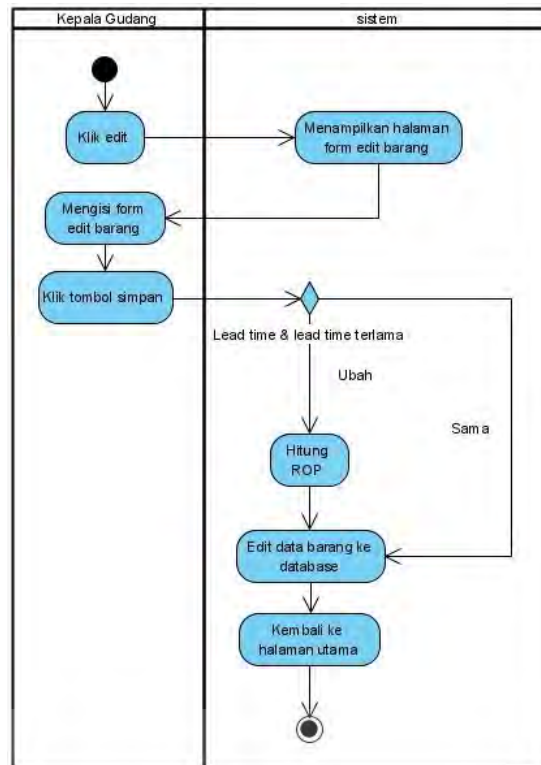 Kepala Gudang
sistem
Klik edit
Menampilkan halaman
form edit barang
Mengisi form
edit barang
Klik tombol simpan
Lead time & lead time terlama
Ubah
Sama
Hitung
ROP
Edit data barang ke
database
Kembali ke
halaman utama